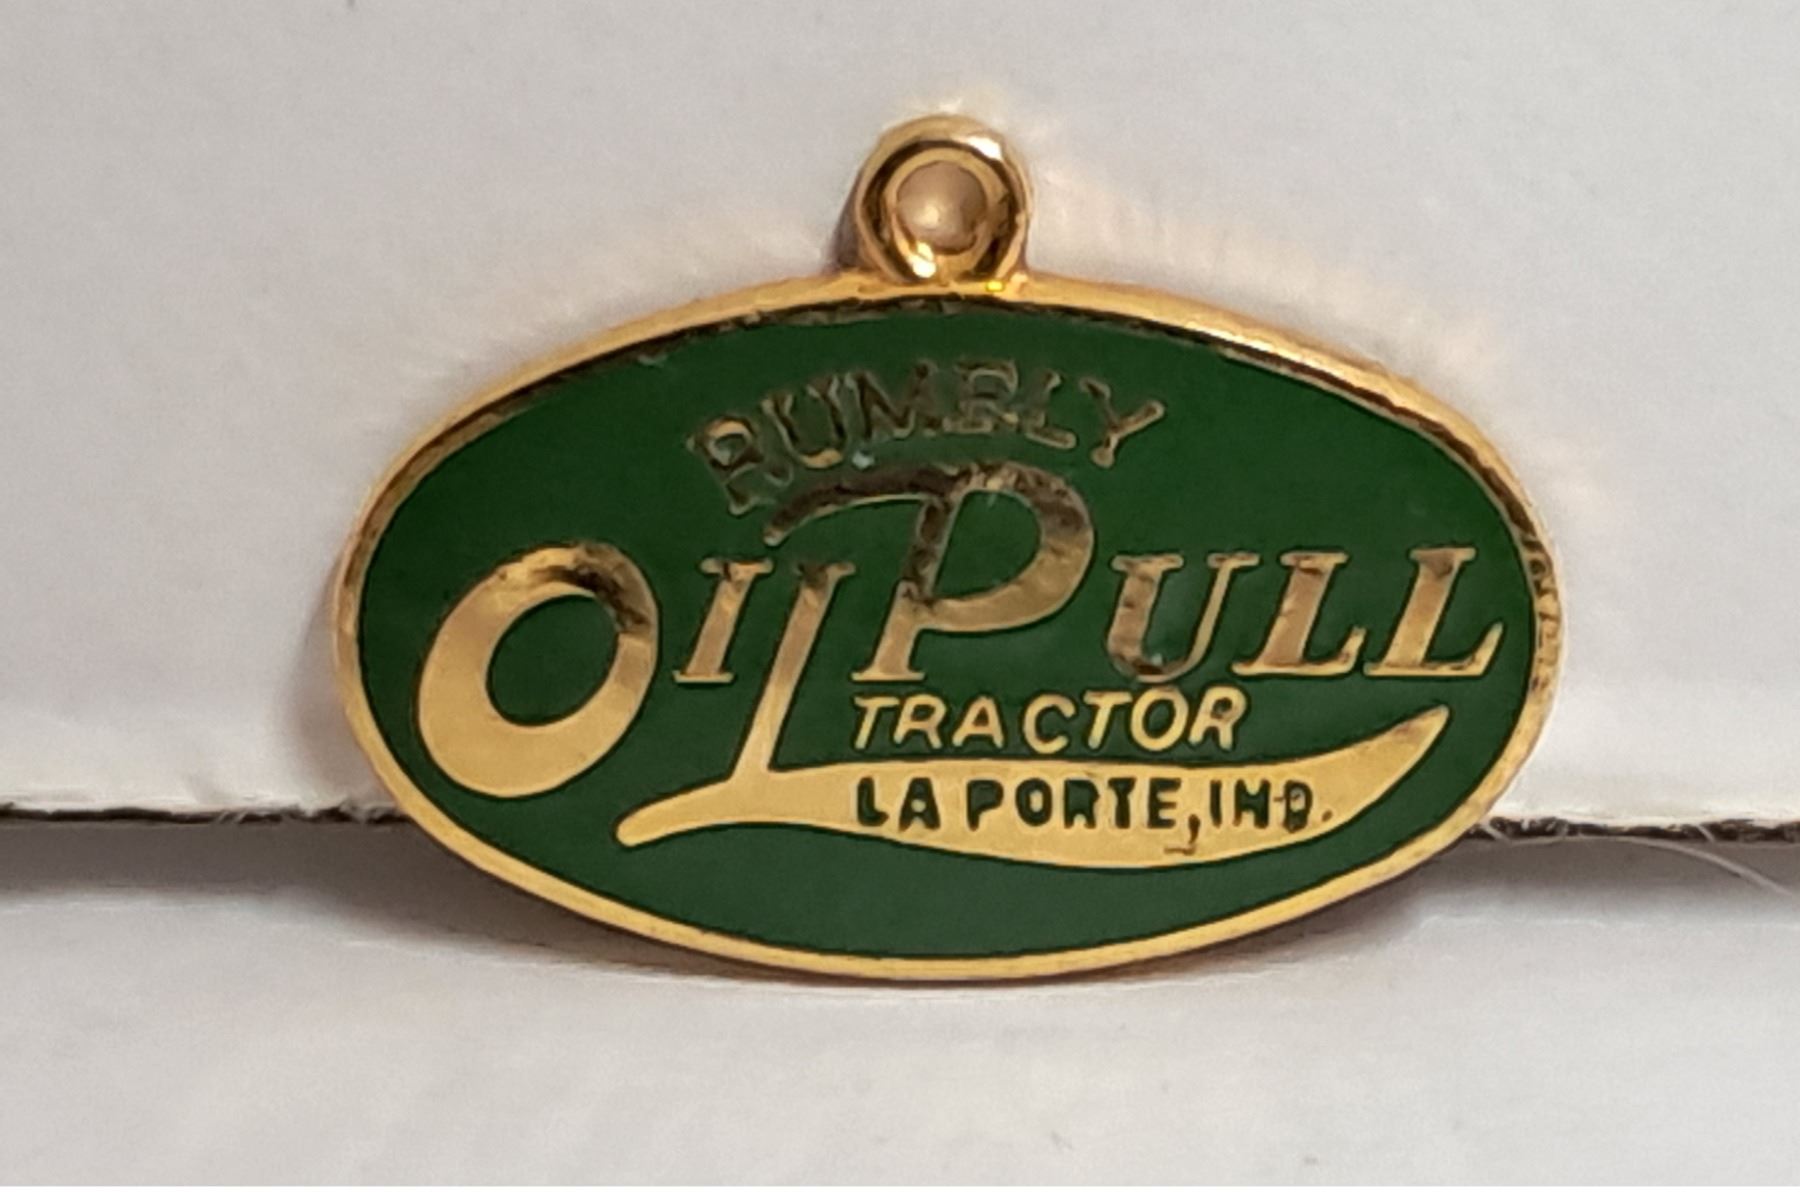 RUMELY
OILPULL
TRACTOR
LA PORTE, IND.